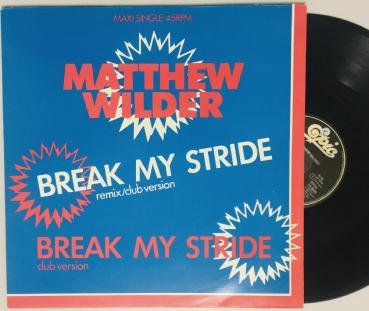 MAXI SINGLE 45RPM
MATTHEW
WILDER
BREAK MY STRIDE
remix/club version
BREAK MY STRIDE
dub version
Epic